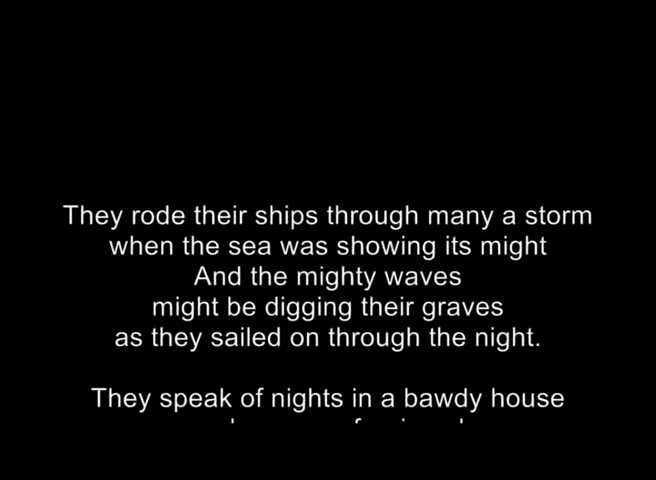 They rode their ships through many a storm
when the sea was showing its might
And the mighty waves
might be digging their graves
as they sailed on through the night.
They speak of nights in a bawdy house